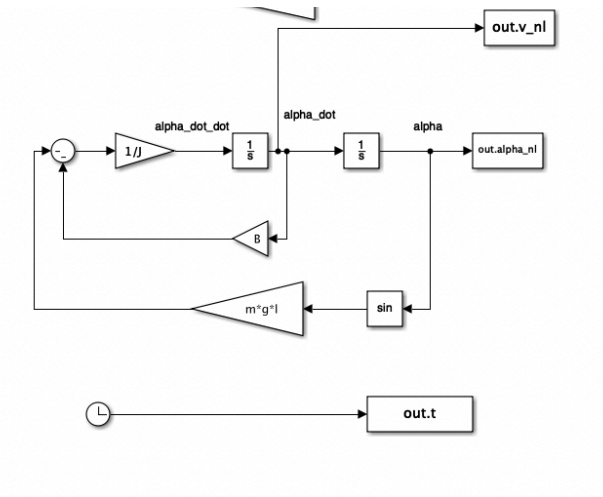 out.v_nl
alpha_dot_dot
alpha_dot
alpha
--
1/J
1
s
1
s
out.alpha_nl
B
m*g*l
sin
out.t